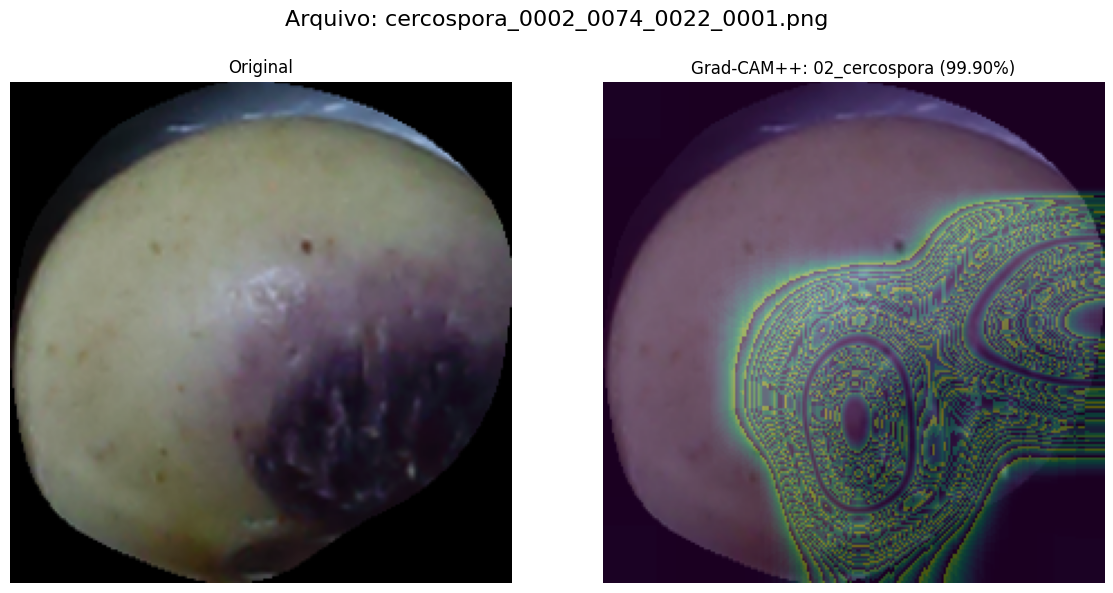 Arquivo: cercospora_0002_0074_0022_0001.png
Original
Grad-CAM++: 02_cercospora (99.90%)